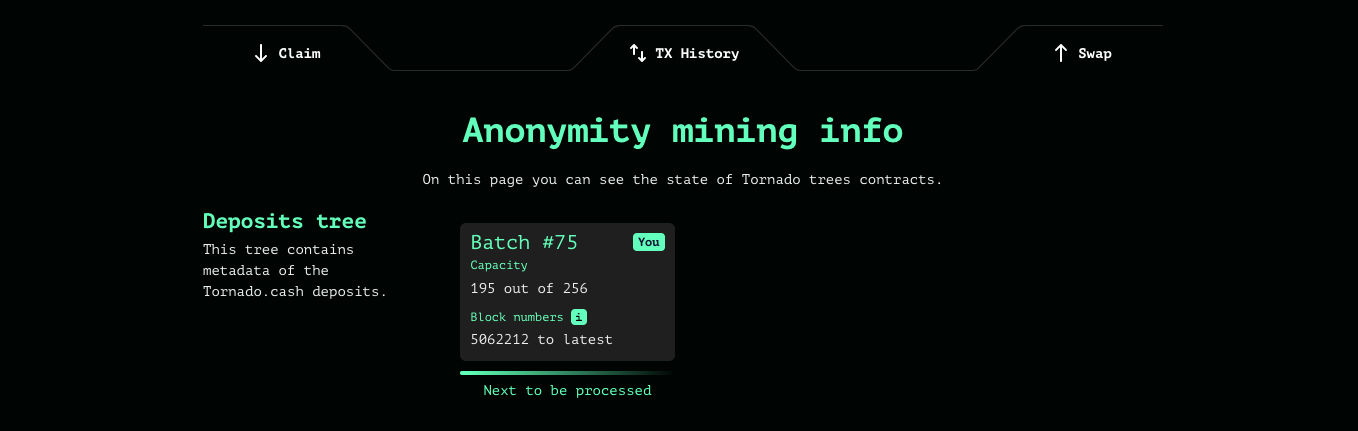 Claim
TX History
Swap
Anonymity mining info
On this page you can see the state of Tornado trees contracts.
Deposits tree
This tree contains
metadata of the
Tornado.cash deposits.
Batch #75 You
Capacity
195 out of 256
Block numbers i
5062212 to latest
Next to be processed